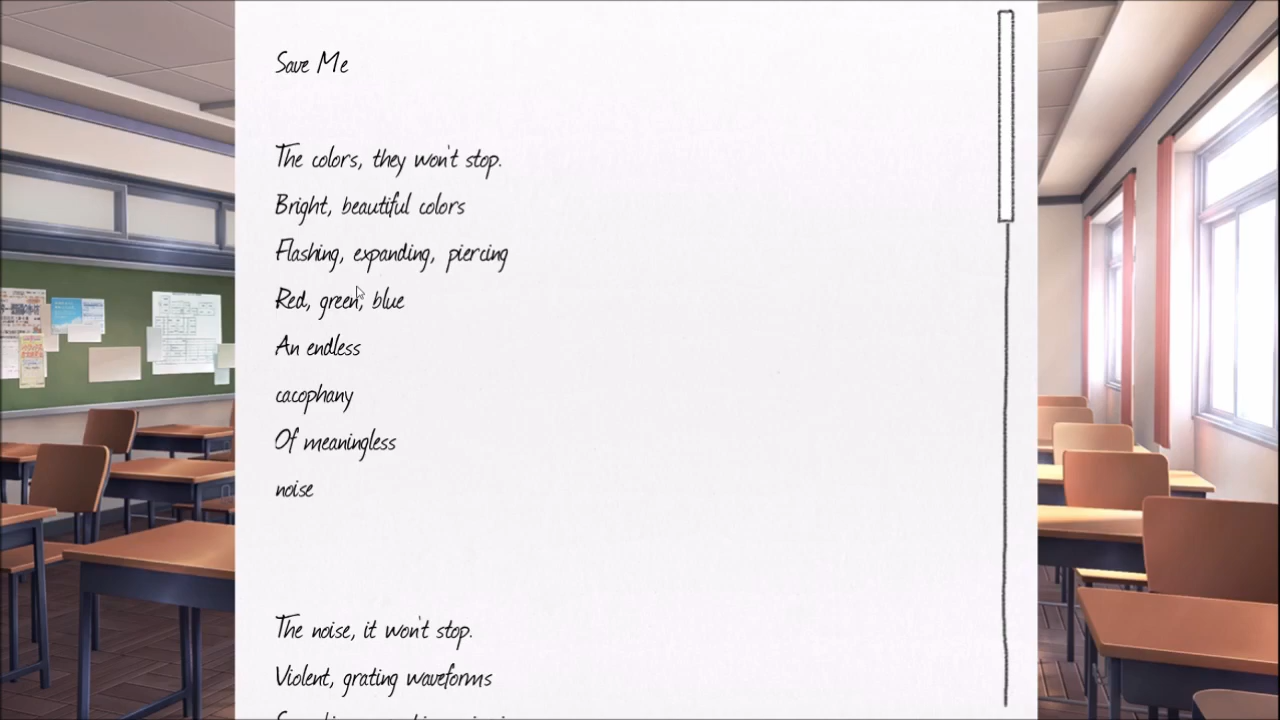 Save Me
The colors, they won't stop.
Bright, beautiful colors
Flashing, expanding, piercing
Red, green, blue
An endless
cacophany
Of meaningless
noise
The noise, it won't stop.
Violent, grating waveforms